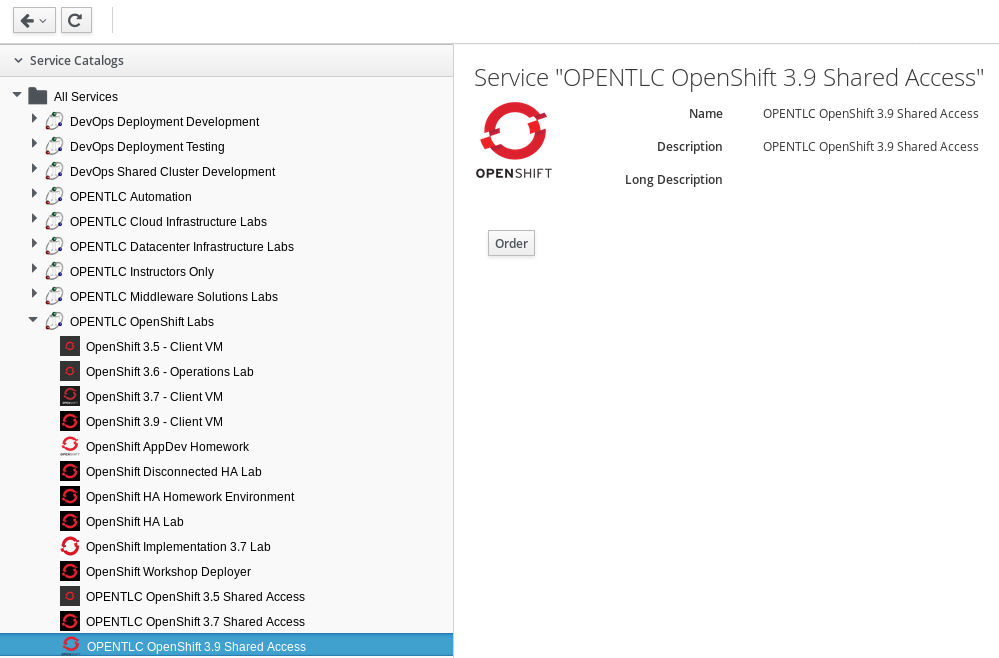 Service Catalogs
All Services
DevOps Deployment Development
DevOps Deployment Testing
DevOps Shared Cluster Development
OPENTLC Automation
OPENTLC Cloud Infrastructure Labs
OPENTLC Datacenter Infrastructure Labs
OPENTLC Instructors Only
OPENTLC Middleware Solutions Labs
OPENTLC OpenShift Labs
OpenShift 3.5 - Client VM
OpenShift 3.6 - Operations Lab
OpenShift 3.7 - Client VM
OpenShift 3.9 - Client VM
OpenShift AppDev Homework
OpenShift Disconnected HA Lab
OpenShift HA Homework Environment
OpenShift HA Lab
OpenShift Implementation 3.7 Lab
OpenShift Workshop Deployer
OPENTLC OpenShift 3.5 Shared Access
OPENTLC OpenShift 3.7 Shared Access
OPENTLC OpenShift 3.9 Shared Access
Service "OPENTLC OpenShift 3.9 Shared Access"
OPENSHIFT
Name OPENTLC OpenShift 3.9 Shared Access
Description OPENTLC OpenShift 3.9 Shared Access
Long Description
Order